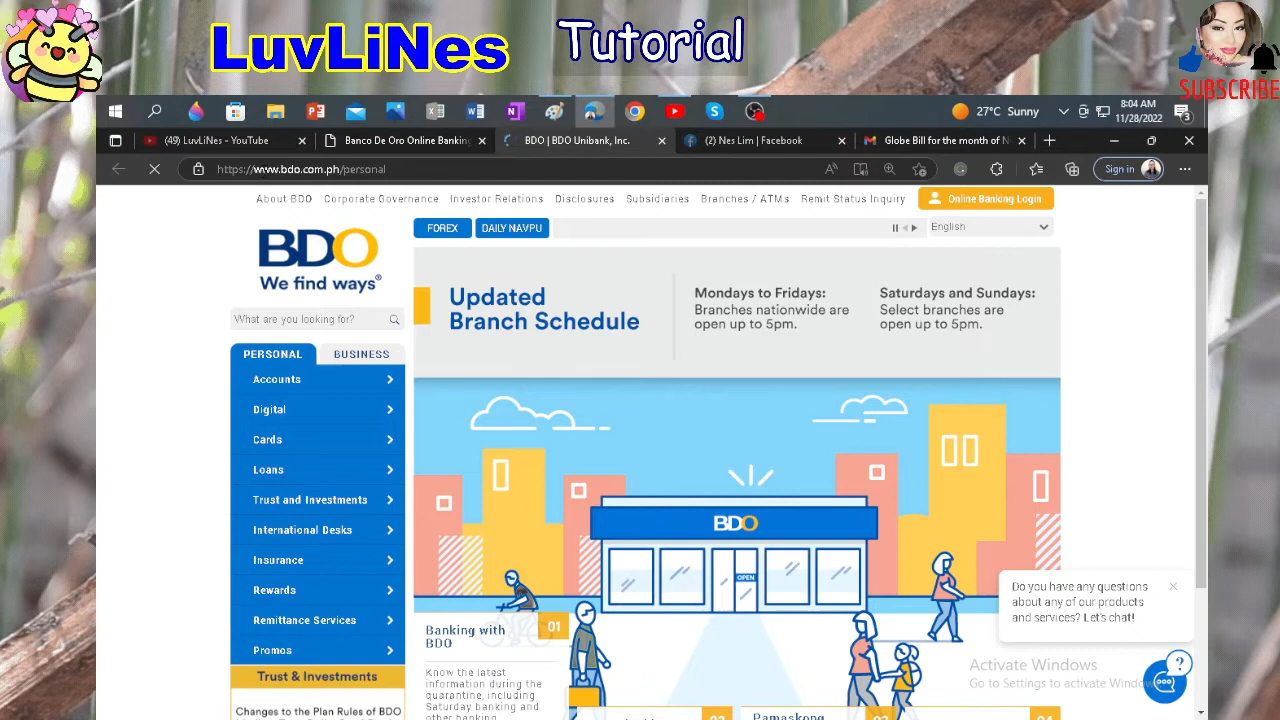 LuvLiNes
Tutorial
SUBSCRIBE
27°C Sunny
8:04 AM
11/28/2022
3
(49) LuvLiNes - YouTube
Banco De Oro Online Banking
BDO | BDO Unibank, Inc.
(2) Nes Lim | Facebook
Globe Bill for the month of N
https://www.bdo.com.ph/personal
Sign in
About BDO Corporate Governance Investor Relations Disclosures Subsidiaries Branches / ATMs Remit Status Inquiry
Online Banking Login
FOREX
DAILY NAVPU
English
BDO
We find ways®
What are you looking for?
PERSONAL
BUSINESS
Accounts
Digital
Cards
Loans
Trust and Investments
International Desks
Insurance
Rewards
Remittance Services
Promos
Trust & Investments
Changes to the Plan Rules of BDO
Updated
Branch Schedule
Mondays to Fridays:
Branches nationwide are
open up to 5pm.
Saturdays and Sundays:
Select branches are
open up to 5pm.
BDO
OPEN
Banking with
BDO
01
Know the latest
information during the
quarantine, including
Saturday banking and
other banking
02
Pamaskong
03
04
Do you have any questions
about any of our products
and services? Let's chat!
Activate Windows
Go to Settings to activate Windows
?